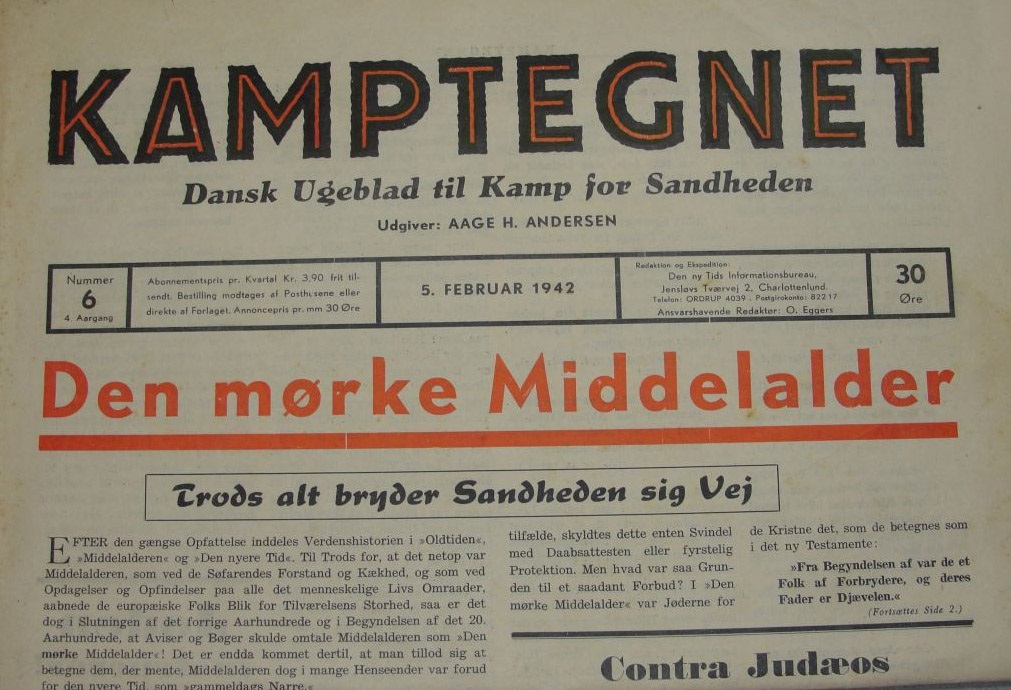 KAMPTEGNET
Dansk Ugeblad til Kamp for Sandheden
Udgiver: AAGE H. ANDERSEN
Nummer
6
4. Aargang
Abonnementspris pr. Kvartal Kr. 3,90 frit til-
sendt. Bestilling modtages af Posthusene eller
direkte af Forlaget. Annoncepris pr. mm 30 Øre
5. FEBRUAR 1942
Redaktion og Ekspedition:
Den ny Tids Informationsbureau,
Jensløvs Tværvej 2, Charlottenlund.
Telefon: ORDRUP 4039 . Postgirokonto: 82217
Ansvarshavende Redaktør: O. Eggers
30
Øre
Den mørke Middelalder
Trods alt bryder Sandheden sig Vej
EFTER den gængse Opfattelse inddeles Verdenshistorien i »Oldtiden«,
»Middelalderen« og »Den nyere Tid«. Til Trods for, at det netop var
Middelalderen, som ved de Søfarendes Forstand og Kækhed, og som ved
Opdagelser og Opfindelser paa alle det menneskelige Livs Omraader,
aabnede de europæiske Folks Blik for Tilværelsens Storhed, saa er det
dog i Slutningen af det forrige Aarhundrede og i Begyndelsen af det 20.
Aarhundrede, at Aviser og Bøger skulde omtale Middelalderen som »Den
mørke Middelalder«! Det er endda kommet dertil, at man tillod sig at
betegne dem, der mente, Middelalderen dog i mange Henseender var forud
for den nyere Tid, som »gammeldags Narre.«
tilfælde, skyldtes dette enten Svindel
med Daabsattesten eller fyrstelig
Protektion. Men hvad var saa Grun-
den til et saadant Forbud? I »Den
mørke Middelalder« var Jøderne for
de Kristne det, som de betegnes som
i det ny Testamente:
»Fra Begyndelsen af var de et
Folk af Forbrydere, og deres
Fader er Djævelen.«
(Fortsættes Side 2.)
Contra Judæos